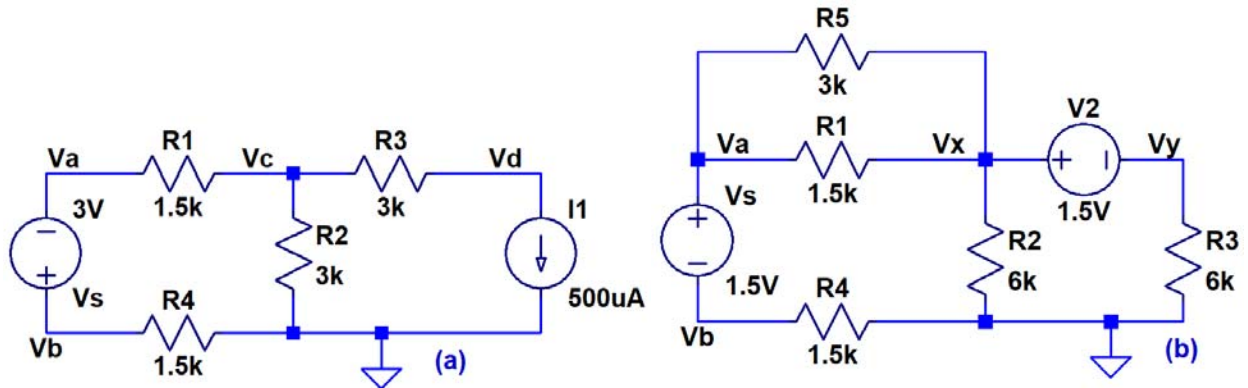 R1
Va
Vc
R3
Vd
1.5k
3k
3V
I1
R2
3k
500uA
Vs
R4
Vb
1.5k
(a)
R5
3k
R1
V2
Va
Vx
Vy
1.5k
1.5V
Vs
R2
R3
6k
6k
1.5V
R4
Vb
1.5k
(b)